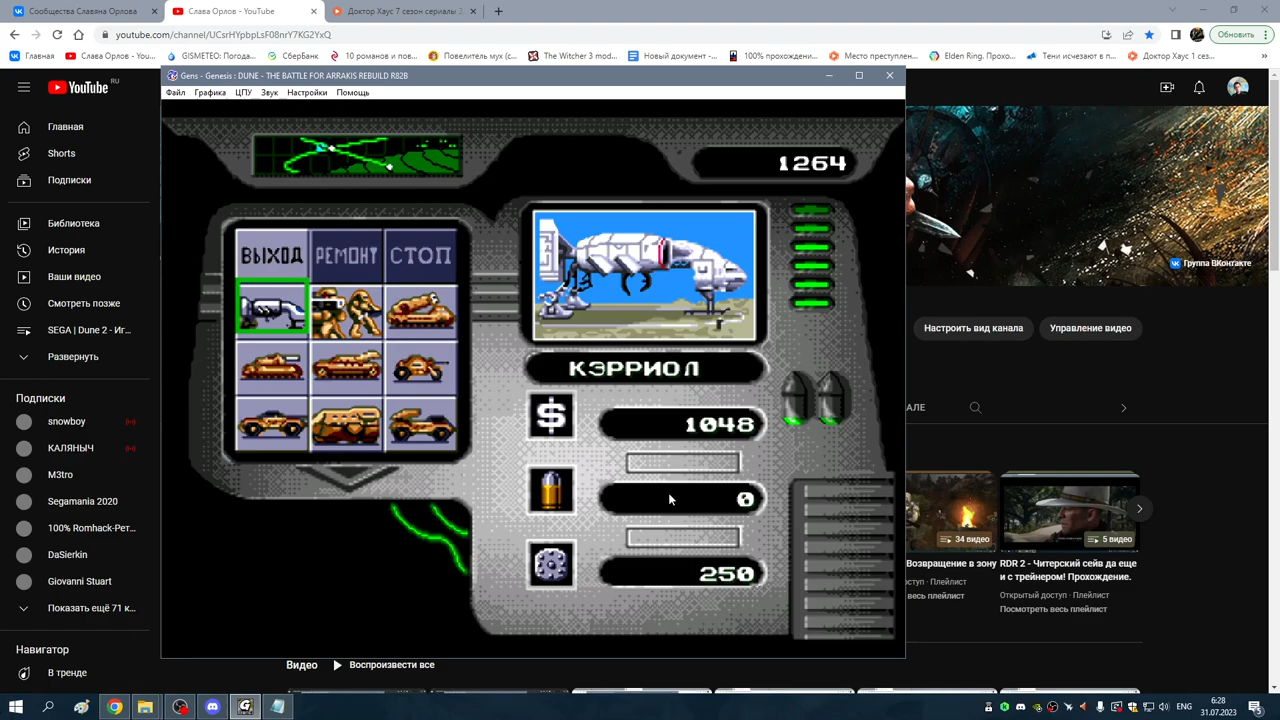 Сообщества Славяна Орлова
Слава Орлов - YouTube
Доктор Хаус 7 сезон сериалы З
youtube.com/channel/UCsrHYpbpLsF08nrY7KG2YxQ
Обновить
Главная
Слава Орлов - You...
GISMETEO: Погода...
СберБанк
10 романов и пов...
Повелитель мух (с...
The Witcher 3 mod...
Новый документ -...
100% прохождени...
Место преступлен...
Elden Ring. Прохо...
Тени исчезают в п...
Доктор Хаус 1 сез...
YouTube
RU
Gens - Genesis : DUNE - THE BATTLE FOR ARRAKIS REBUILD R82B
Файл Графика ЦПУ Звук Настройки Помощь
Главная
Shorts
Подписки
Библиотека
История
Ваши видео
Смотреть позже
SEGA | Dune 2 - Иг...
Развернуть
Подписки
nowboy
КАЛЯНЫЧ
M3tro
Segamania 2020
100% Romhack-Рет...
DaSierkin
Giovanni Stuart
Показать ещё 71 к...
Навигатор
В тренде
1264
ВЫХОД РЕМОНТ СТОП
КЭРРИОЛ
$ 1048
0
250
Группа ВКонтакте
Настроить вид канала
Управление видео
АЛЕ
34 видео
5 видео
Возвращение в зону
RDR 2 - Читерский сейв да еще
и с трейнером! Прохождение.
ступ · Плейлист
Открытый доступ · Плейлист
весь плейлист
Посмотреть весь плейлист
Видео
Воспроизвести все
ENG
6:28
31.07.2023